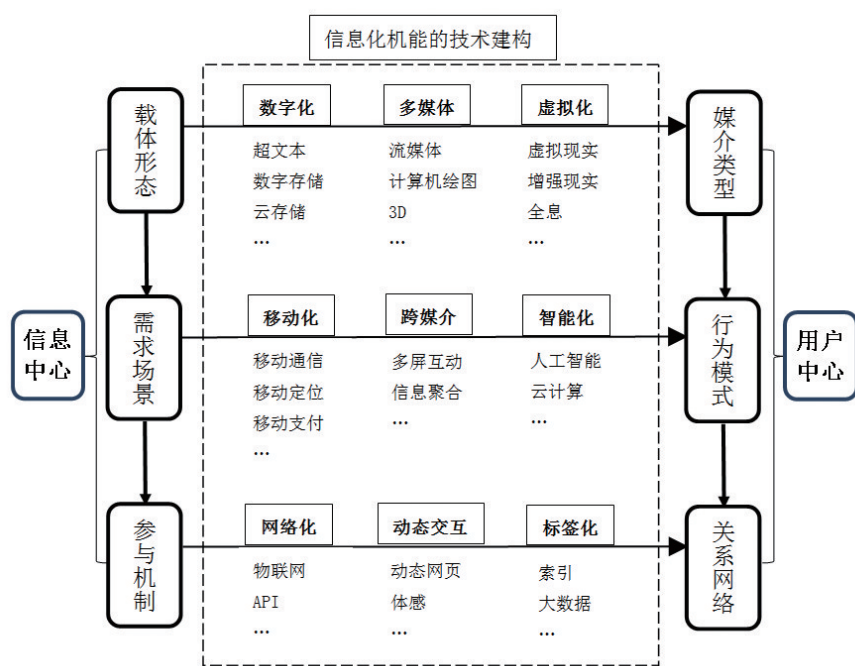 信息化机能的技术建构
载体形态
数字化
多媒体
虚拟化
媒介类型
超文本
流媒体
虚拟现实
数字存储
计算机绘图
增强现实
云存储
3D
全息
…
…
…
信息中心
需求场景
移动化
跨媒介
智能化
行为模式
用户中心
移动通信
多屏互动
人工智能
移动定位
信息聚合
云计算
移动支付
…
…
…
参与机制
网络化
动态交互
标签化
关系网络
物联网
动态网页
索引
API
体感
大数据
…
…
…